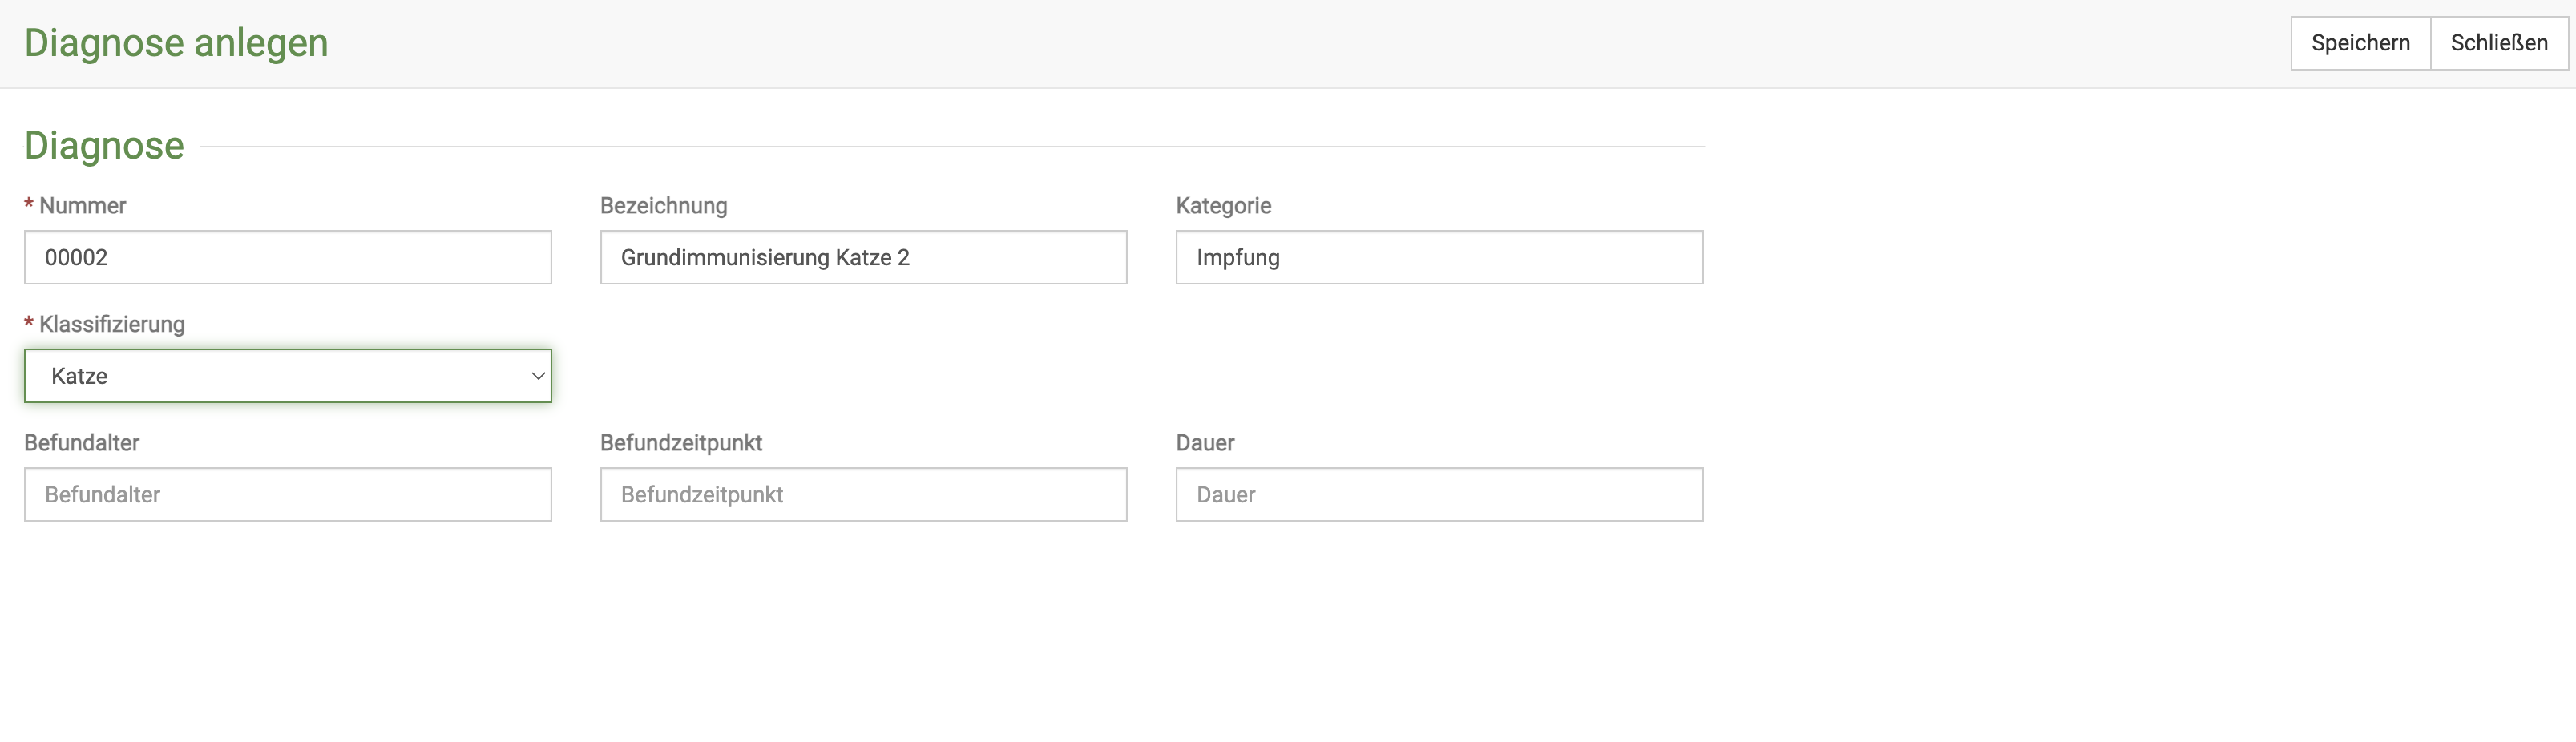 Diagnose anlegen
Speichern
Schließen
Diagnose
* Nummer
Bezeichnung
Kategorie
00002
Grundimmunisierung Katze 2
Impfung
* Klassifizierung
Katze
Befundalter
Befundzeitpunkt
Dauer
Befundalter
Befundzeitpunkt
Dauer